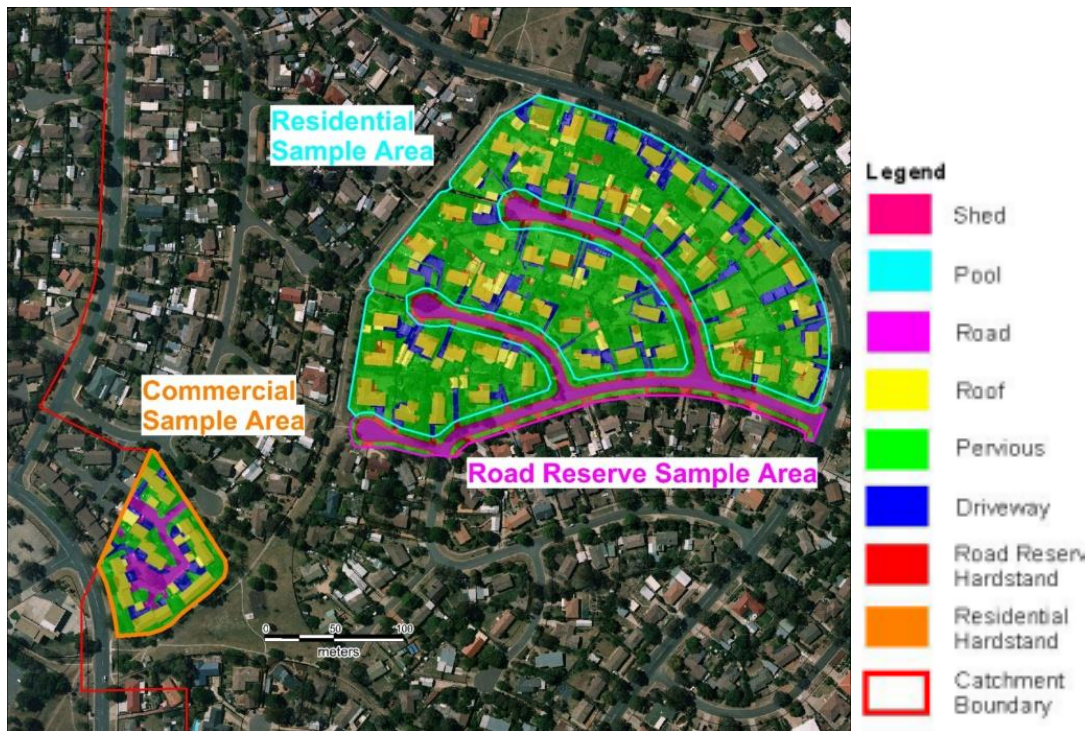 Residential
Sample Area
Commercial
Sample Area
Road Reserve Sample Area
0 50 100
meters
Legend
Shed
Pool
Road
Roof
Pervious
Driveway
Road Reserv
Hardstand
Residential
Hardstand
Catchment
Boundary